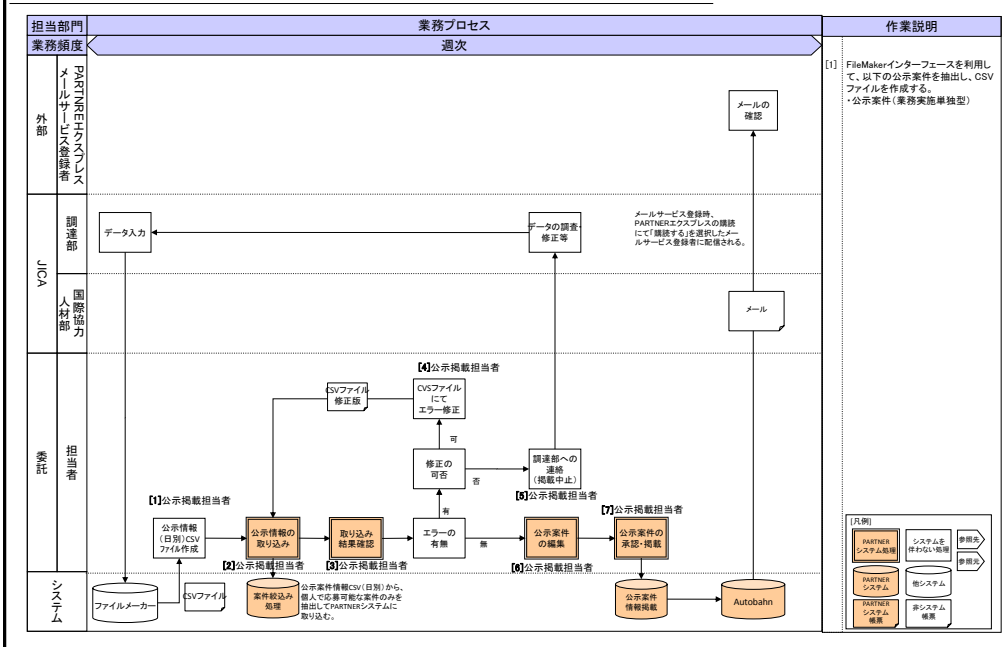 担当部門
業務プロセス
作業説明
業務頻度
週次
外部
PARTNREエクスプレス
メールサービス登録者
メールの
確認
[1] FileMakerインターフェースを利用し
て、以下の公示案件を抽出し、CSV
ファイルを作成する。
・公示案件（業務実施単独型）
JICA
調達部
データ入力
データの調査・
修正等
メールサービス登録時、
PARTNERエクスプレスの購読
にて「購読する」を選択したメー
ルサービス登録者に配信される。
国際協力
人材部
メール
委託
担当者
[4]公示掲載担当者
CSVファイル
修正版
CVSファイル
にて
エラー修正
可
修正の
可否
否
調達部への
連絡
（掲載中止）
[5]公示掲載担当者
有
[1]公示掲載担当者
[7]公示掲載担当者
公示情報
（日別）CSV
ファイル作成
公示情報の
取り込み
取り込み
結果確認
エラーの
有無
無
公示案件
の編集
公示案件の
承認・掲載
[2]公示掲載担当者
[3]公示掲載担当者
[6]公示掲載担当者
システム
ファイルメーカー
CSVファイル
案件絞込み
処理
公示案件情報CSV（日別）から、
個人で応募可能な案件のみを
抽出してPARTNERシステムに
取り込む。
公示案件
情報掲載
Autobahn
[凡例]
PARTNER
システム処理
システムを
伴わない処理
参照先
参照元
PARTNER
システム
他システム
PARTNER
システム
帳票
非システム
帳票